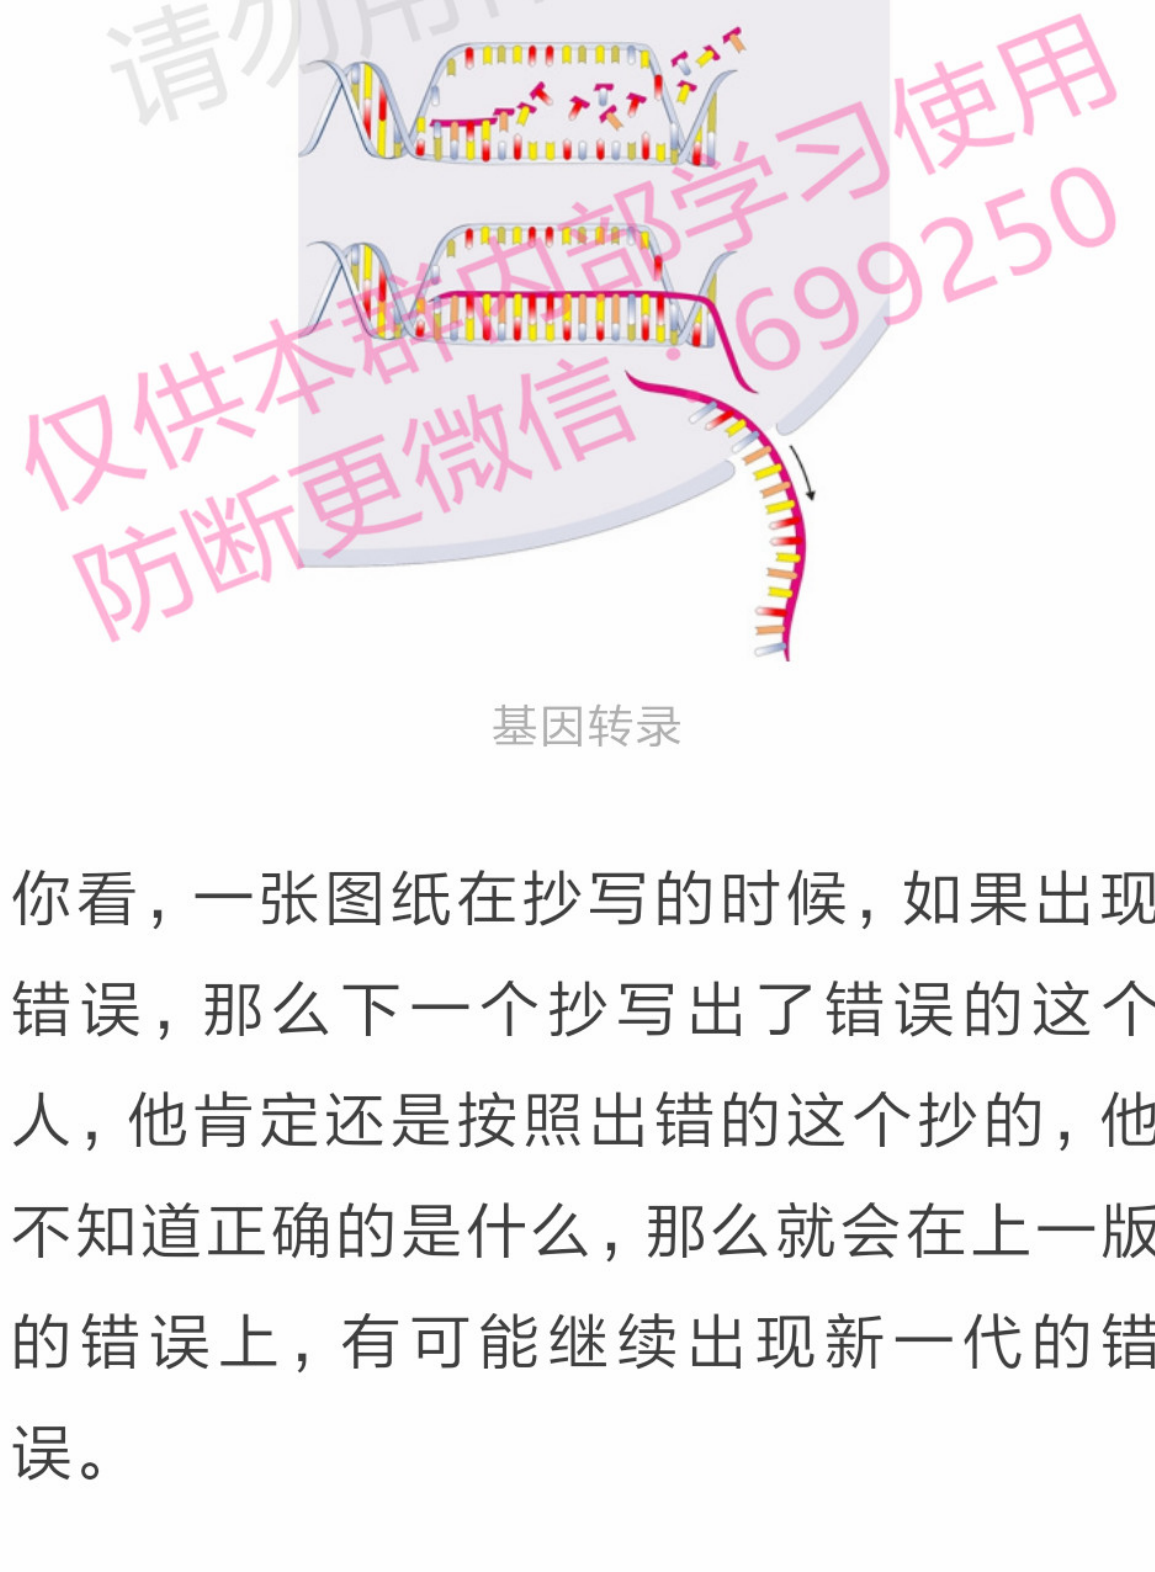 请勿用
仅供本群内部学习使用
防断更微信:699250
基因转录
你看，一张图纸在抄写的时候，如果出现
错误，那么下一个抄写出了错误的这个
人，他肯定还是按照出错的这个抄的，他
不知道正确的是什么，那么就会在上一版
的错误上，有可能继续出现新一代的错
误。